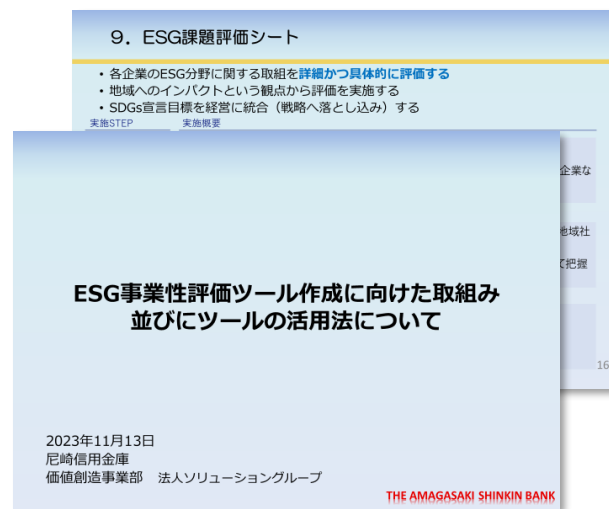 ９．ESG課題評価シート
• 各企業のESG分野に関する取組を詳細かつ具体的に評価する
• 地域へのインパクトという観点から評価を実施する
• SDGs宣言目標を経営に統合（戦略へ落とし込み）する
実施STEP 実施概要
企業な
地域社
て把握
16
ESG事業性評価ツール作成に向けた取組み
並びにツールの活用法について
2023年11月13日
尼崎信用金庫
価値創造事業部　法人ソリューショングループ
THE AMAGASAKI SHINKIN BANK